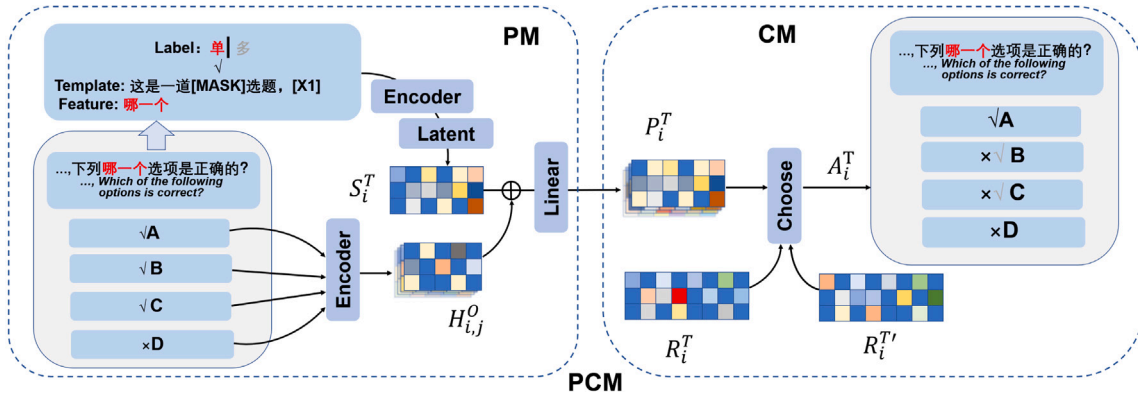 PM
Label：单 多
√
Template: 这是一道[MASK]选题，[X1]
Feature: 哪一个
…,下列哪一个选项是正确的?
…, Which of the following
options is correct?
√A
√ B
√ C
×D
Encoder
Latent
Encoder
S_i^T
H_{i,j}^O
Linear
CM
P_i^T
Choose
A_i^T
R_i^T
R_i^{T'}
…,下列哪一个选项是正确的?
…, Which of the following
options is correct?
√A
×√ B
×√ C
×D
PCM